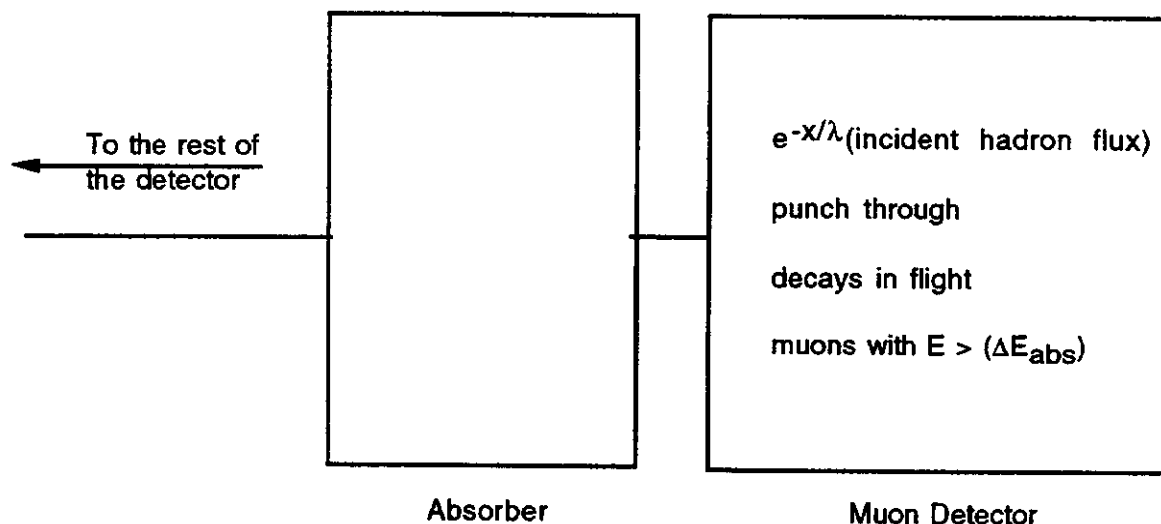 To the rest of
the detector
e-x/λ(incident hadron flux)
punch through
decays in flight
muons with E > (ΔEabs)
Absorber
Muon Detector